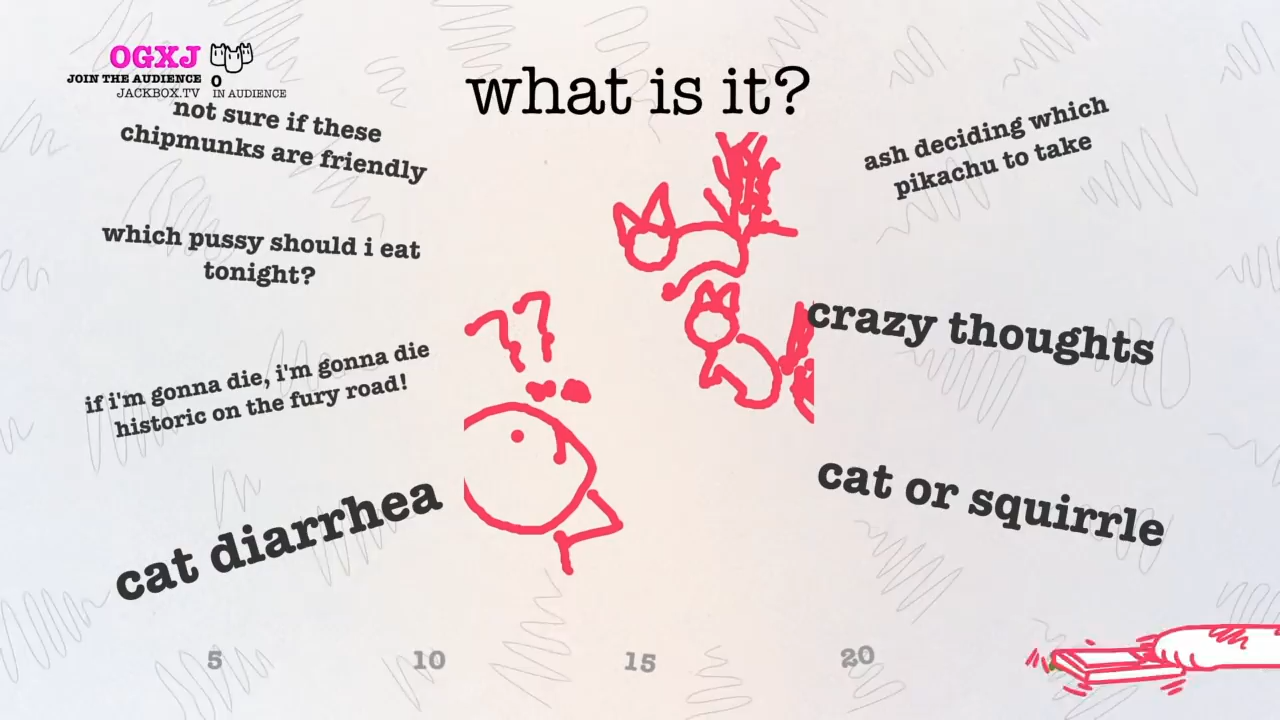 OGXJ
JOIN THE AUDIENCE
JACKBOX.TV
0
IN AUDIENCE
what is it?
not sure if these
chipmunks are friendly
ash deciding which
pikachu to take
which pussy should i eat
tonight?
crazy thoughts
if i'm gonna die, i'm gonna die
historic on the fury road!
cat or squirrle
cat diarrhea
??
5
10
15
20